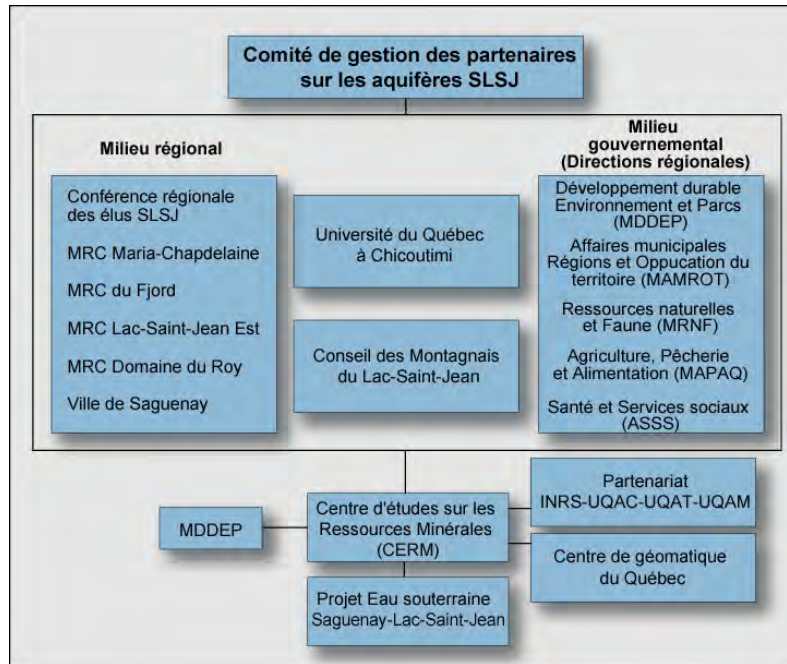 Comité de gestion des partenaires
sur les aquifères SLSJ
Milieu régional
Conférence régionale
des élus SLSJ
MRC Maria-Chapdelaine
MRC du Fjord
MRC Lac-Saint-Jean Est
MRC Domaine du Roy
Ville de Saguenay
Université du Québec
à Chicoutimi
Conseil des Montagnais
du Lac-Saint-Jean
Milieu
gouvernemental
(Directions régionales)
Développement durable
Environnement et Parcs
(MDDEP)
Affaires municipales
Régions et Oppucation du
territoire (MAMROT)
Ressources naturelles
et Faune (MRNF)
Agriculture, Pêcherie
et Alimentation (MAPAQ)
Santé et Services sociaux
(ASSS)
MDDEP
Centre d'études sur les
Ressources Minérales
(CERM)
Partenariat
INRS-UQAC-UQAT-UQAM
Centre de géomatique
du Québec
Projet Eau souterraine
Saguenay-Lac-Saint-Jean